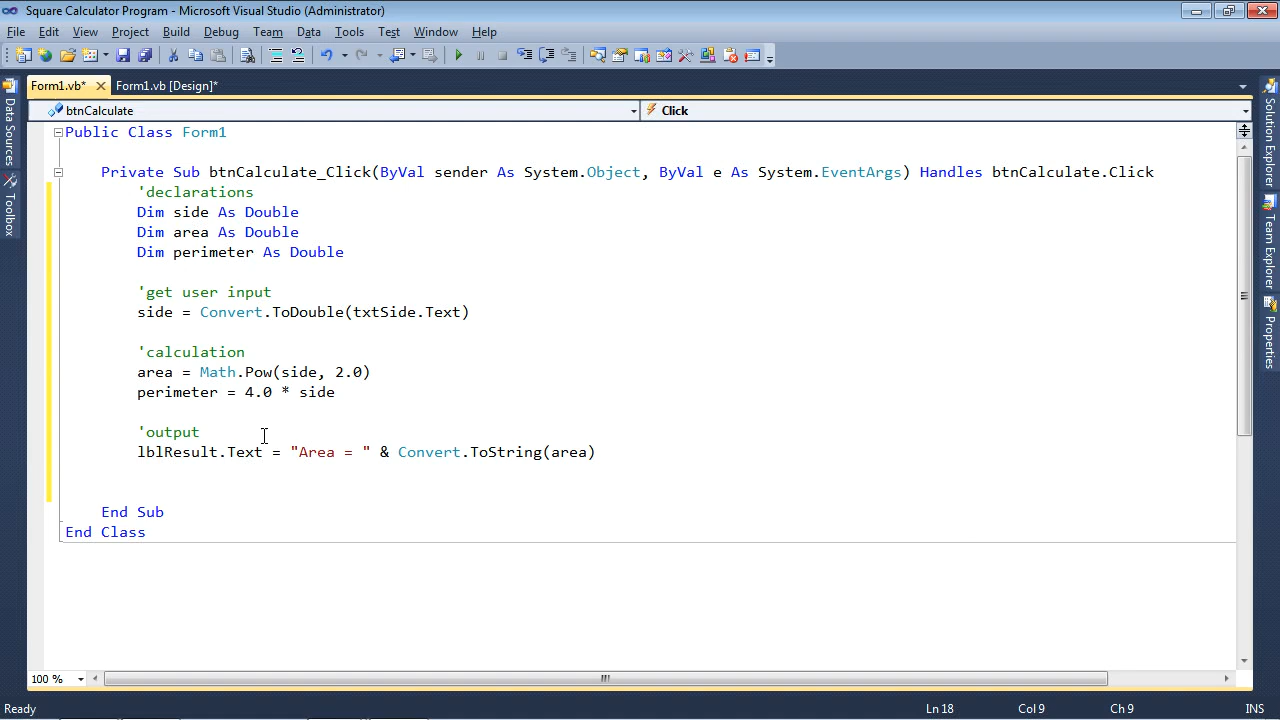 Square Calculator Program - Microsoft Visual Studio (Administrator)
File Edit View Project Build Debug Team Data Tools Test Window Help
Form1.vb* Form1.vb [Design]*
btnCalculate Click
Public Class Form1
Private Sub btnCalculate_Click(ByVal sender As System.Object, ByVal e As System.EventArgs) Handles btnCalculate.Click
'declarations
Dim side As Double
Dim area As Double
Dim perimeter As Double
'get user input
side = Convert.ToDouble(txtSide.Text)
'calculation
area = Math.Pow(side, 2.0)
perimeter = 4.0 * side
'output
lblResult.Text = "Area = " & Convert.ToString(area)
End Sub
End Class
Data Sources
Toolbox
Solution Explorer
Team Explorer
Properties
100 %
Ready Ln 18 Col 9 Ch 9 INS